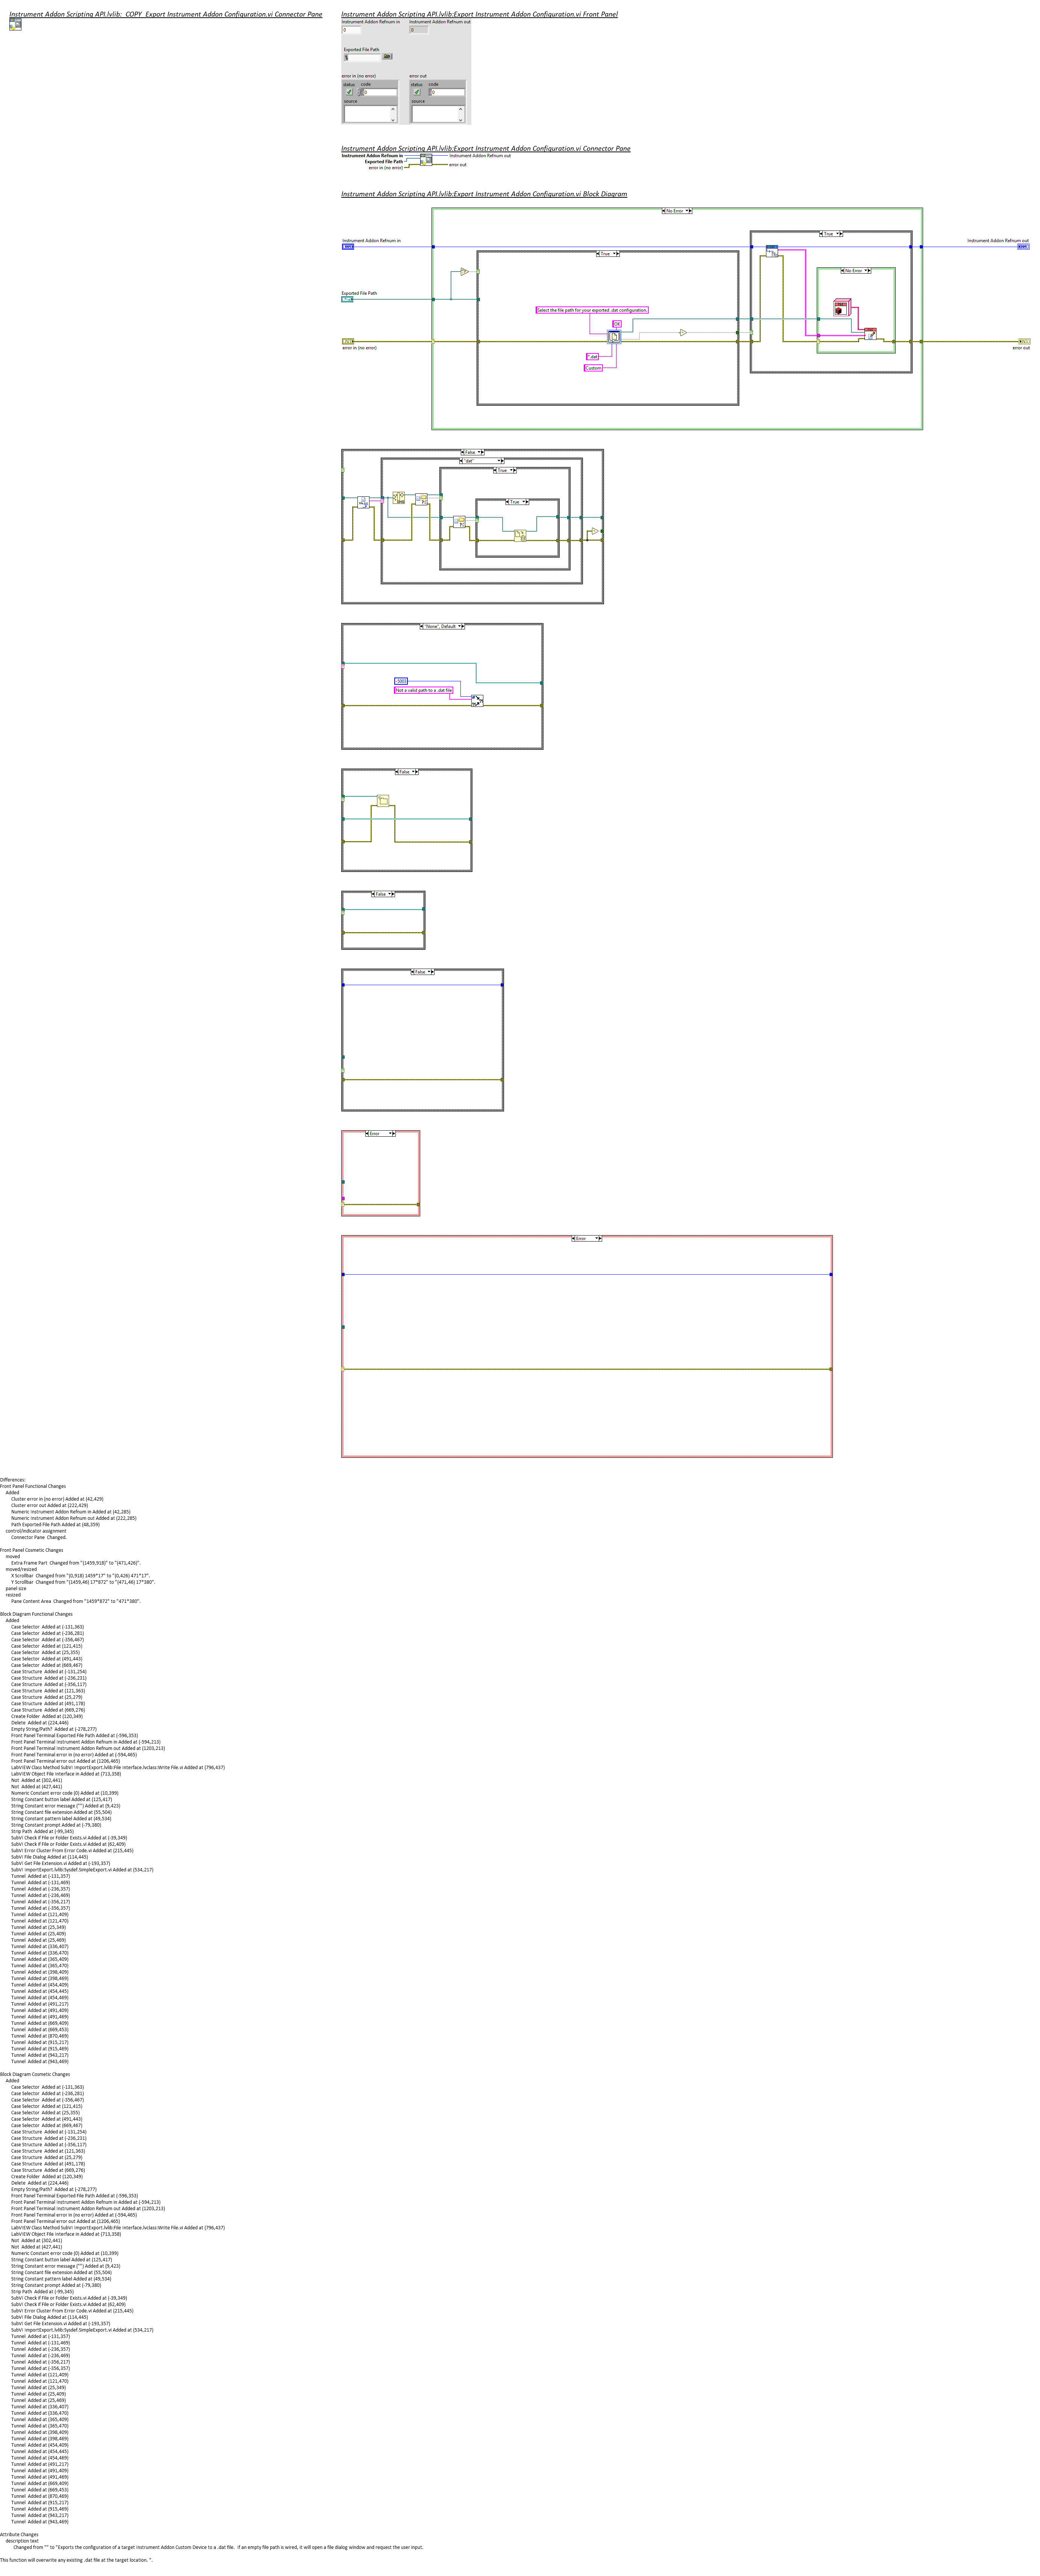 Instrument Addon Scripting API.lvlib:_COPY_Export Instrument Addon Configuration.vi Connector Pane
Instrument Addon Scripting API.lvlib:Export Instrument Addon Configuration.vi Front Panel
Instrument Addon Refnum in
Instrument Addon Refnum out
0
0
Exported File Path
error in (no error)
error out
status
code
status
code
0
0
source
source
Instrument Addon Scripting API.lvlib:Export Instrument Addon Configuration.vi Connector Pane
Instrument Addon Refnum in
Instrument Addon Refnum out
Exported File Path
error in (no error)
error out
Instrument Addon Scripting API.lvlib:Export Instrument Addon Configuration.vi Block Diagram
No Error
True
Instrument Addon Refnum in
Instrument Addon Refnum out
True
No Error
Exported File Path
Select the file path for your exported .dat configuration.
OK
error in (no error)
error out
*.dat
Custom
False
"dat"
True
True
"None", Default
-5003
Not a valid path to a .dat file
False
False
False
Error
Error
Differences:
Front Panel Functional Changes
Added
Cluster error in (no error) Added at (42,429)
Cluster error out Added at (222,429)
Numeric Instrument Addon Refnum in Added at (42,285)
Numeric Instrument Addon Refnum out Added at (222,285)
Path Exported File Path Added at (48,359)
control/indicator assignment
Connector Pane  Changed.
Front Panel Cosmetic Changes
moved
Extra Frame Part  Changed from "(1459,918)" to "(471,426)".
moved/resized
X Scrollbar  Changed from "(0,918) 1459*17" to "(0,426) 471*17".
Y Scrollbar  Changed from "(1459,46) 17*872" to "(471,46) 17*380".
panel size
resized
Pane Content Area  Changed from "1459*872" to "471*380".
Block Diagram Functional Changes
Added
Case Selector  Added at (-131,363)
Case Selector  Added at (-236,281)
Case Selector  Added at (-356,467)
Case Selector  Added at (121,415)
Case Selector  Added at (25,355)
Case Selector  Added at (491,443)
Case Selector  Added at (669,467)
Case Structure  Added at (-131,254)
Case Structure  Added at (-236,231)
Case Structure  Added at (-356,117)
Case Structure  Added at (121,363)
Case Structure  Added at (25,279)
Case Structure  Added at (491,178)
Case Structure  Added at (669,276)
Create Folder  Added at (120,349)
Delete  Added at (224,446)
Empty String/Path?  Added at (-278,277)
Front Panel Terminal Exported File Path Added at (-596,353)
Front Panel Terminal Instrument Addon Refnum in Added at (-594,213)
Front Panel Terminal Instrument Addon Refnum out Added at (1203,213)
Front Panel Terminal error in (no error) Added at (-594,465)
Front Panel Terminal error out Added at (1206,465)
LabVIEW Class Method SubVI ImportExport.lvlib:File Interface.lvclass:Write File.vi Added at (796,437)
LabVIEW Object File Interface in Added at (713,358)
Not  Added at (302,441)
Not  Added at (427,441)
Numeric Constant error code (0) Added at (10,399)
String Constant button label Added at (125,417)
String Constant error message ("") Added at (9,423)
String Constant file extension Added at (55,504)
String Constant pattern label Added at (49,534)
String Constant prompt Added at (-79,380)
Strip Path  Added at (-99,345)
SubVI Check if File or Folder Exists.vi Added at (-39,349)
SubVI Check if File or Folder Exists.vi Added at (62,409)
SubVI Error Cluster From Error Code.vi Added at (215,445)
SubVI File Dialog Added at (114,445)
SubVI Get File Extension.vi Added at (-193,357)
SubVI ImportExport.lvlib:Sysdef.SimpleExport.vi Added at (534,217)
Tunnel  Added at (-131,357)
Tunnel  Added at (-131,469)
Tunnel  Added at (-236,357)
Tunnel  Added at (-236,469)
Tunnel  Added at (-356,217)
Tunnel  Added at (-356,357)
Tunnel  Added at (121,409)
Tunnel  Added at (121,470)
Tunnel  Added at (25,349)
Tunnel  Added at (25,409)
Tunnel  Added at (25,469)
Tunnel  Added at (336,407)
Tunnel  Added at (336,470)
Tunnel  Added at (365,409)
Tunnel  Added at (365,470)
Tunnel  Added at (398,409)
Tunnel  Added at (398,469)
Tunnel  Added at (454,409)
Tunnel  Added at (454,445)
Tunnel  Added at (454,469)
Tunnel  Added at (491,217)
Tunnel  Added at (491,409)
Tunnel  Added at (491,469)
Tunnel  Added at (669,409)
Tunnel  Added at (669,453)
Tunnel  Added at (870,469)
Tunnel  Added at (915,217)
Tunnel  Added at (915,469)
Tunnel  Added at (943,217)
Tunnel  Added at (943,469)
Block Diagram Cosmetic Changes
Added
Case Selector  Added at (-131,363)
Case Selector  Added at (-236,281)
Case Selector  Added at (-356,467)
Case Selector  Added at (121,415)
Case Selector  Added at (25,355)
Case Selector  Added at (491,443)
Case Selector  Added at (669,467)
Case Structure  Added at (-131,254)
Case Structure  Added at (-236,231)
Case Structure  Added at (-356,117)
Case Structure  Added at (121,363)
Case Structure  Added at (25,279)
Case Structure  Added at (491,178)
Case Structure  Added at (669,276)
Create Folder  Added at (120,349)
Delete  Added at (224,446)
Empty String/Path?  Added at (-278,277)
Front Panel Terminal Exported File Path Added at (-596,353)
Front Panel Terminal Instrument Addon Refnum in Added at (-594,213)
Front Panel Terminal Instrument Addon Refnum out Added at (1203,213)
Front Panel Terminal error in (no error) Added at (-594,465)
Front Panel Terminal error out Added at (1206,465)
LabVIEW Class Method SubVI ImportExport.lvlib:File Interface.lvclass:Write File.vi Added at (796,437)
LabVIEW Object File Interface in Added at (713,358)
Not  Added at (302,441)
Not  Added at (427,441)
Numeric Constant error code (0) Added at (10,399)
String Constant button label Added at (125,417)
String Constant error message ("") Added at (9,423)
String Constant file extension Added at (55,504)
String Constant pattern label Added at (49,534)
String Constant prompt Added at (-79,380)
Strip Path  Added at (-99,345)
SubVI Check if File or Folder Exists.vi Added at (-39,349)
SubVI Check if File or Folder Exists.vi Added at (62,409)
SubVI Error Cluster From Error Code.vi Added at (215,445)
SubVI File Dialog Added at (114,445)
SubVI Get File Extension.vi Added at (-193,357)
SubVI ImportExport.lvlib:Sysdef.SimpleExport.vi Added at (534,217)
Tunnel  Added at (-131,357)
Tunnel  Added at (-131,469)
Tunnel  Added at (-236,357)
Tunnel  Added at (-236,469)
Tunnel  Added at (-356,217)
Tunnel  Added at (-356,357)
Tunnel  Added at (121,409)
Tunnel  Added at (121,470)
Tunnel  Added at (25,349)
Tunnel  Added at (25,409)
Tunnel  Added at (25,469)
Tunnel  Added at (336,407)
Tunnel  Added at (336,470)
Tunnel  Added at (365,409)
Tunnel  Added at (365,470)
Tunnel  Added at (398,409)
Tunnel  Added at (398,469)
Tunnel  Added at (454,409)
Tunnel  Added at (454,445)
Tunnel  Added at (454,469)
Tunnel  Added at (491,217)
Tunnel  Added at (491,409)
Tunnel  Added at (491,469)
Tunnel  Added at (669,409)
Tunnel  Added at (669,453)
Tunnel  Added at (870,469)
Tunnel  Added at (915,217)
Tunnel  Added at (915,469)
Tunnel  Added at (943,217)
Tunnel  Added at (943,469)
Attribute Changes
description text
Changed from "" to "Exports the configuration of a target Instrument Addon Custom Device to a .dat file.  If an empty file path is wired, it will open a file dialog window and request the user input.
This function will overwrite any existing .dat file at the target location. ".